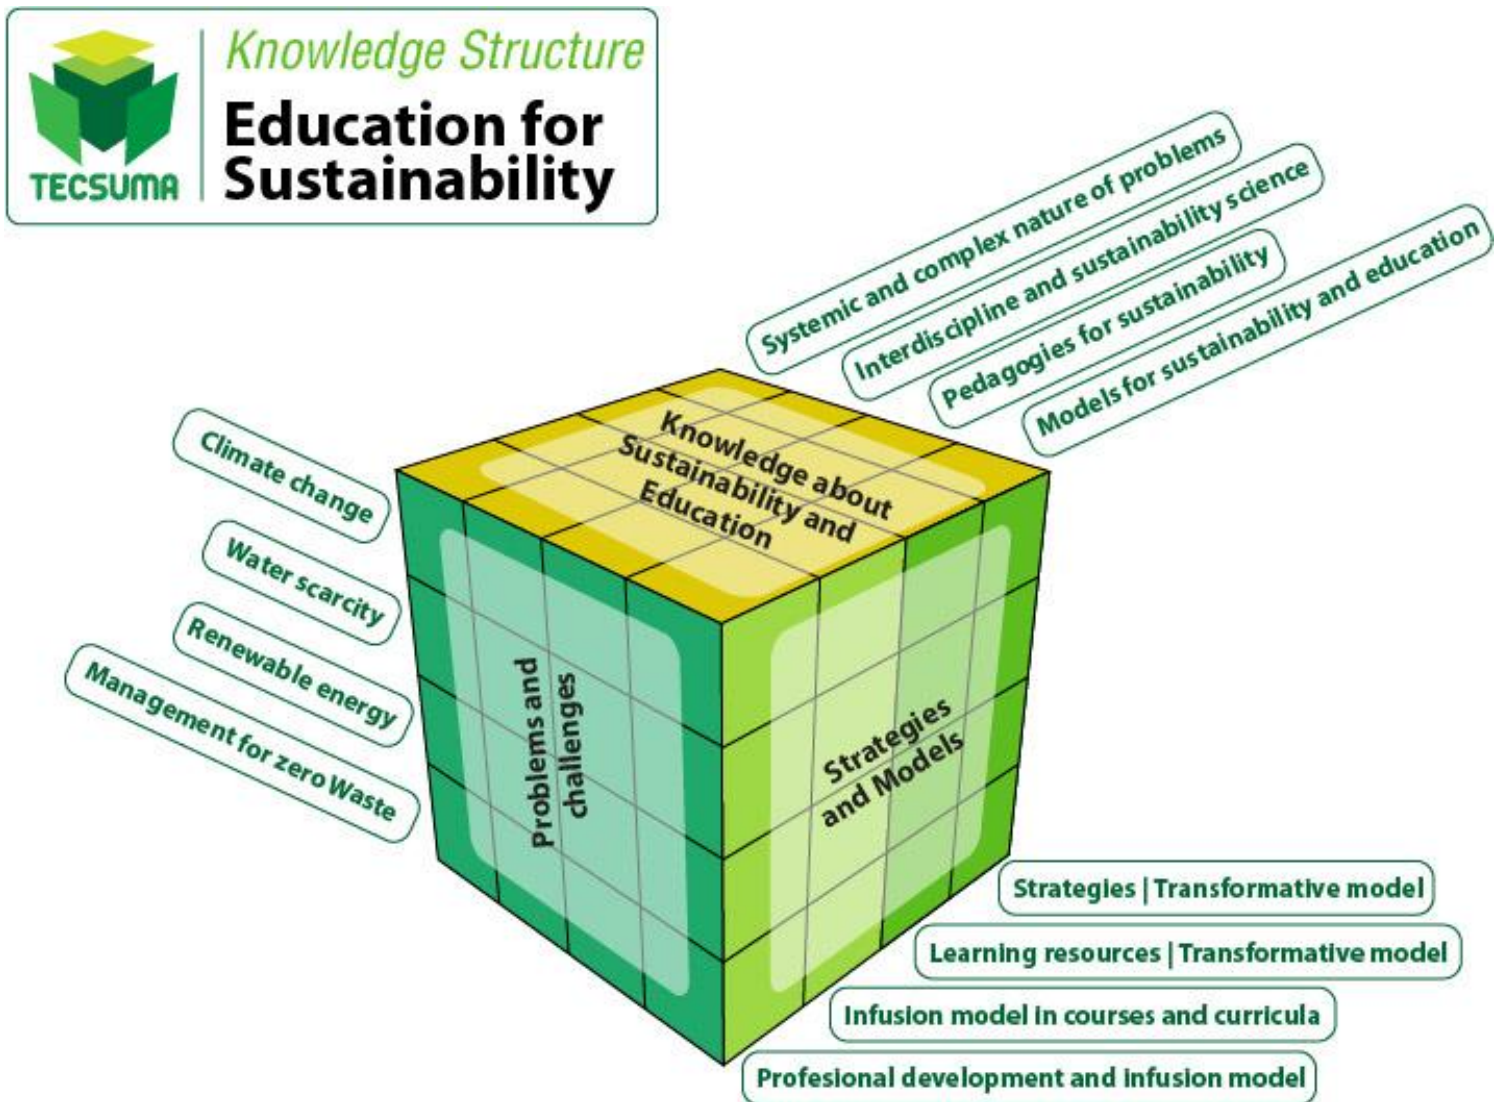 Knowledge Structure
Education for
Sustainability
TECSUMA
Systemic and complex nature of problems
Interdiscipline and sustainability science
Pedagogies for sustainability
Models for sustainability and education
Climate change
Water scarcity
Renewable energy
Management for zero Waste
Knowledge about
Sustainability and
Education
Problems and
challenges
Strategies
and Models
Strategies | Transformative model
Learning resources | Transformative model
Infusion model in courses and curricula
Profesional development and infusion model